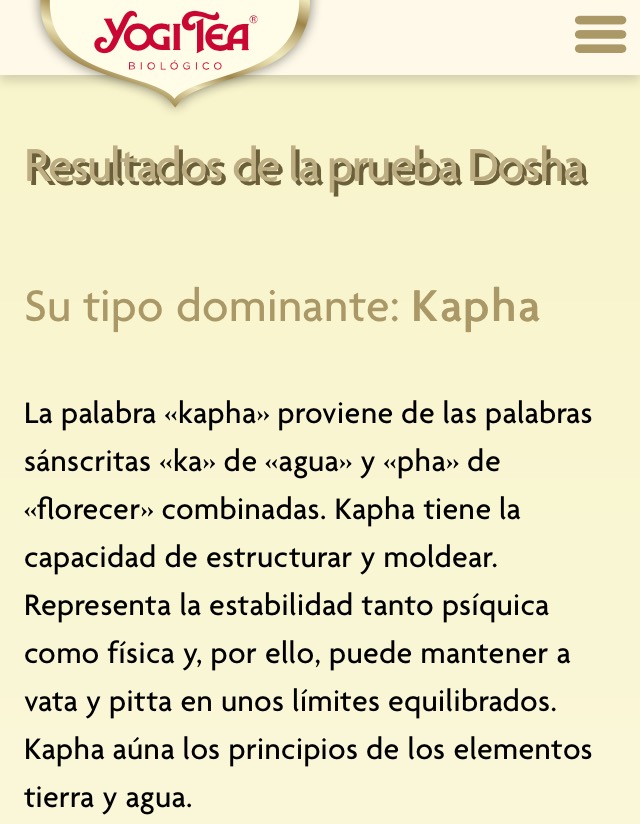 YOGI TEA®
BIOLÓGICO
Resultados de la prueba Dosha
Su tipo dominante: Kapha
La palabra «kapha» proviene de las palabras
sánscritas «ka» de «agua» y «pha» de
«florecer» combinadas. Kapha tiene la
capacidad de estructurar y moldear.
Representa la estabilidad tanto psíquica
como física y, por ello, puede mantener a
vata y pitta en unos límites equilibrados.
Kapha aúna los principios de los elementos
tierra y agua.